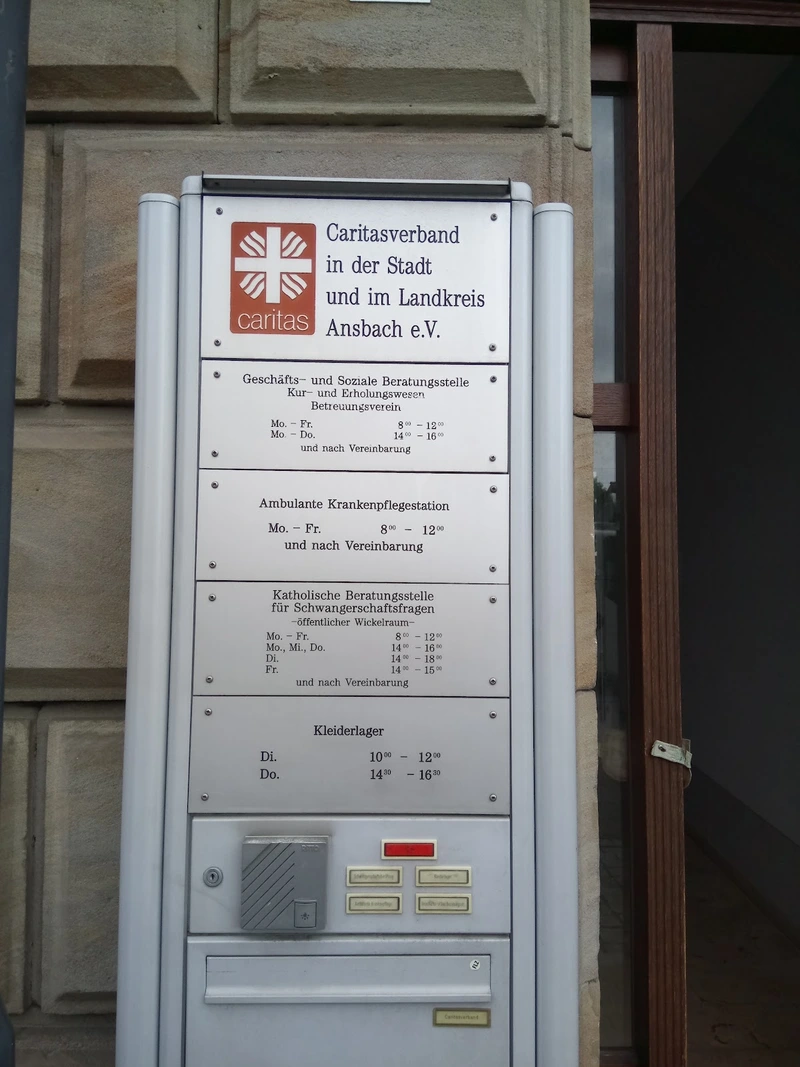 caritas
Caritasverband
in der Stadt
und im Landkreis
Ansbach e.V.
Geschäfts- und Soziale Beratungsstelle
Kur- und Erholungswesen
Betreuungsverein
Mo. - Fr. 8⁰⁰ - 12⁰⁰
Mo. - Do. 14⁰⁰ - 16⁰⁰
und nach Vereinbarung
Ambulante Krankenpflegestation
Mo. - Fr. 8⁰⁰ - 12⁰⁰
und nach Vereinbarung
Katholische Beratungsstelle
für Schwangerschaftsfragen
-öffentlicher Wickelraum-
Mo. - Fr. 8⁰⁰ - 12⁰⁰
Mo., Mi., Do. 14⁰⁰ - 16⁰⁰
Di. 14⁰⁰ - 18⁰⁰
Fr. 14⁰⁰ - 15⁰⁰
und nach Vereinbarung
Kleiderlager
Di. 10⁰⁰ - 12⁰⁰
Do. 14³⁰ - 16³⁰